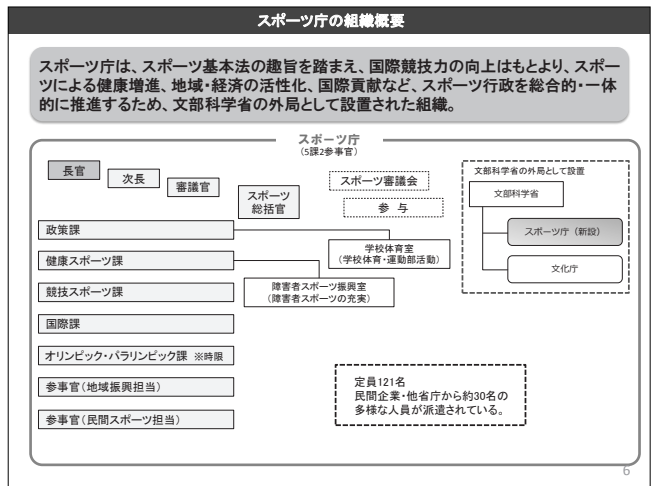 スポーツ庁の組織概要
スポーツ庁は、スポーツ基本法の趣旨を踏まえ、国際競技力の向上はもとより、スポー
ツによる健康増進、地域・経済の活性化、国際貢献など、スポーツ行政を総合的・一体
的に推進するため、文部科学省の外局として設置された組織。
スポーツ庁
(5課2参事官)
長官
次長
審議官
スポーツ
総括官
スポーツ審議会
参 与
政策課
学校体育室
(学校体育・運動部活動)
健康スポーツ課
障害者スポーツ振興室
(障害者スポーツの充実)
競技スポーツ課
国際課
オリンピック・パラリンピック課 ※時限
参事官(地域振興担当)
参事官(民間スポーツ担当)
文部科学省の外局として設置
文部科学省
スポーツ庁(新設)
文化庁
定員121名
民間企業・他省庁から約30名の
多様な人員が派遣されている。
6